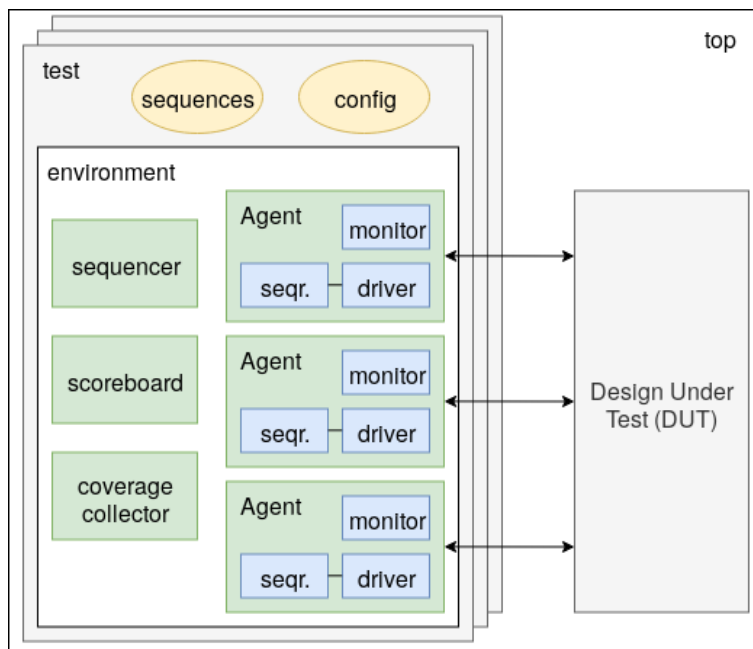 top
test
sequences
config
environment
sequencer
scoreboard
coverage
collector
Agent
monitor
seqr.
driver
Agent
monitor
seqr.
driver
Agent
monitor
seqr.
driver
Design Under
Test (DUT)